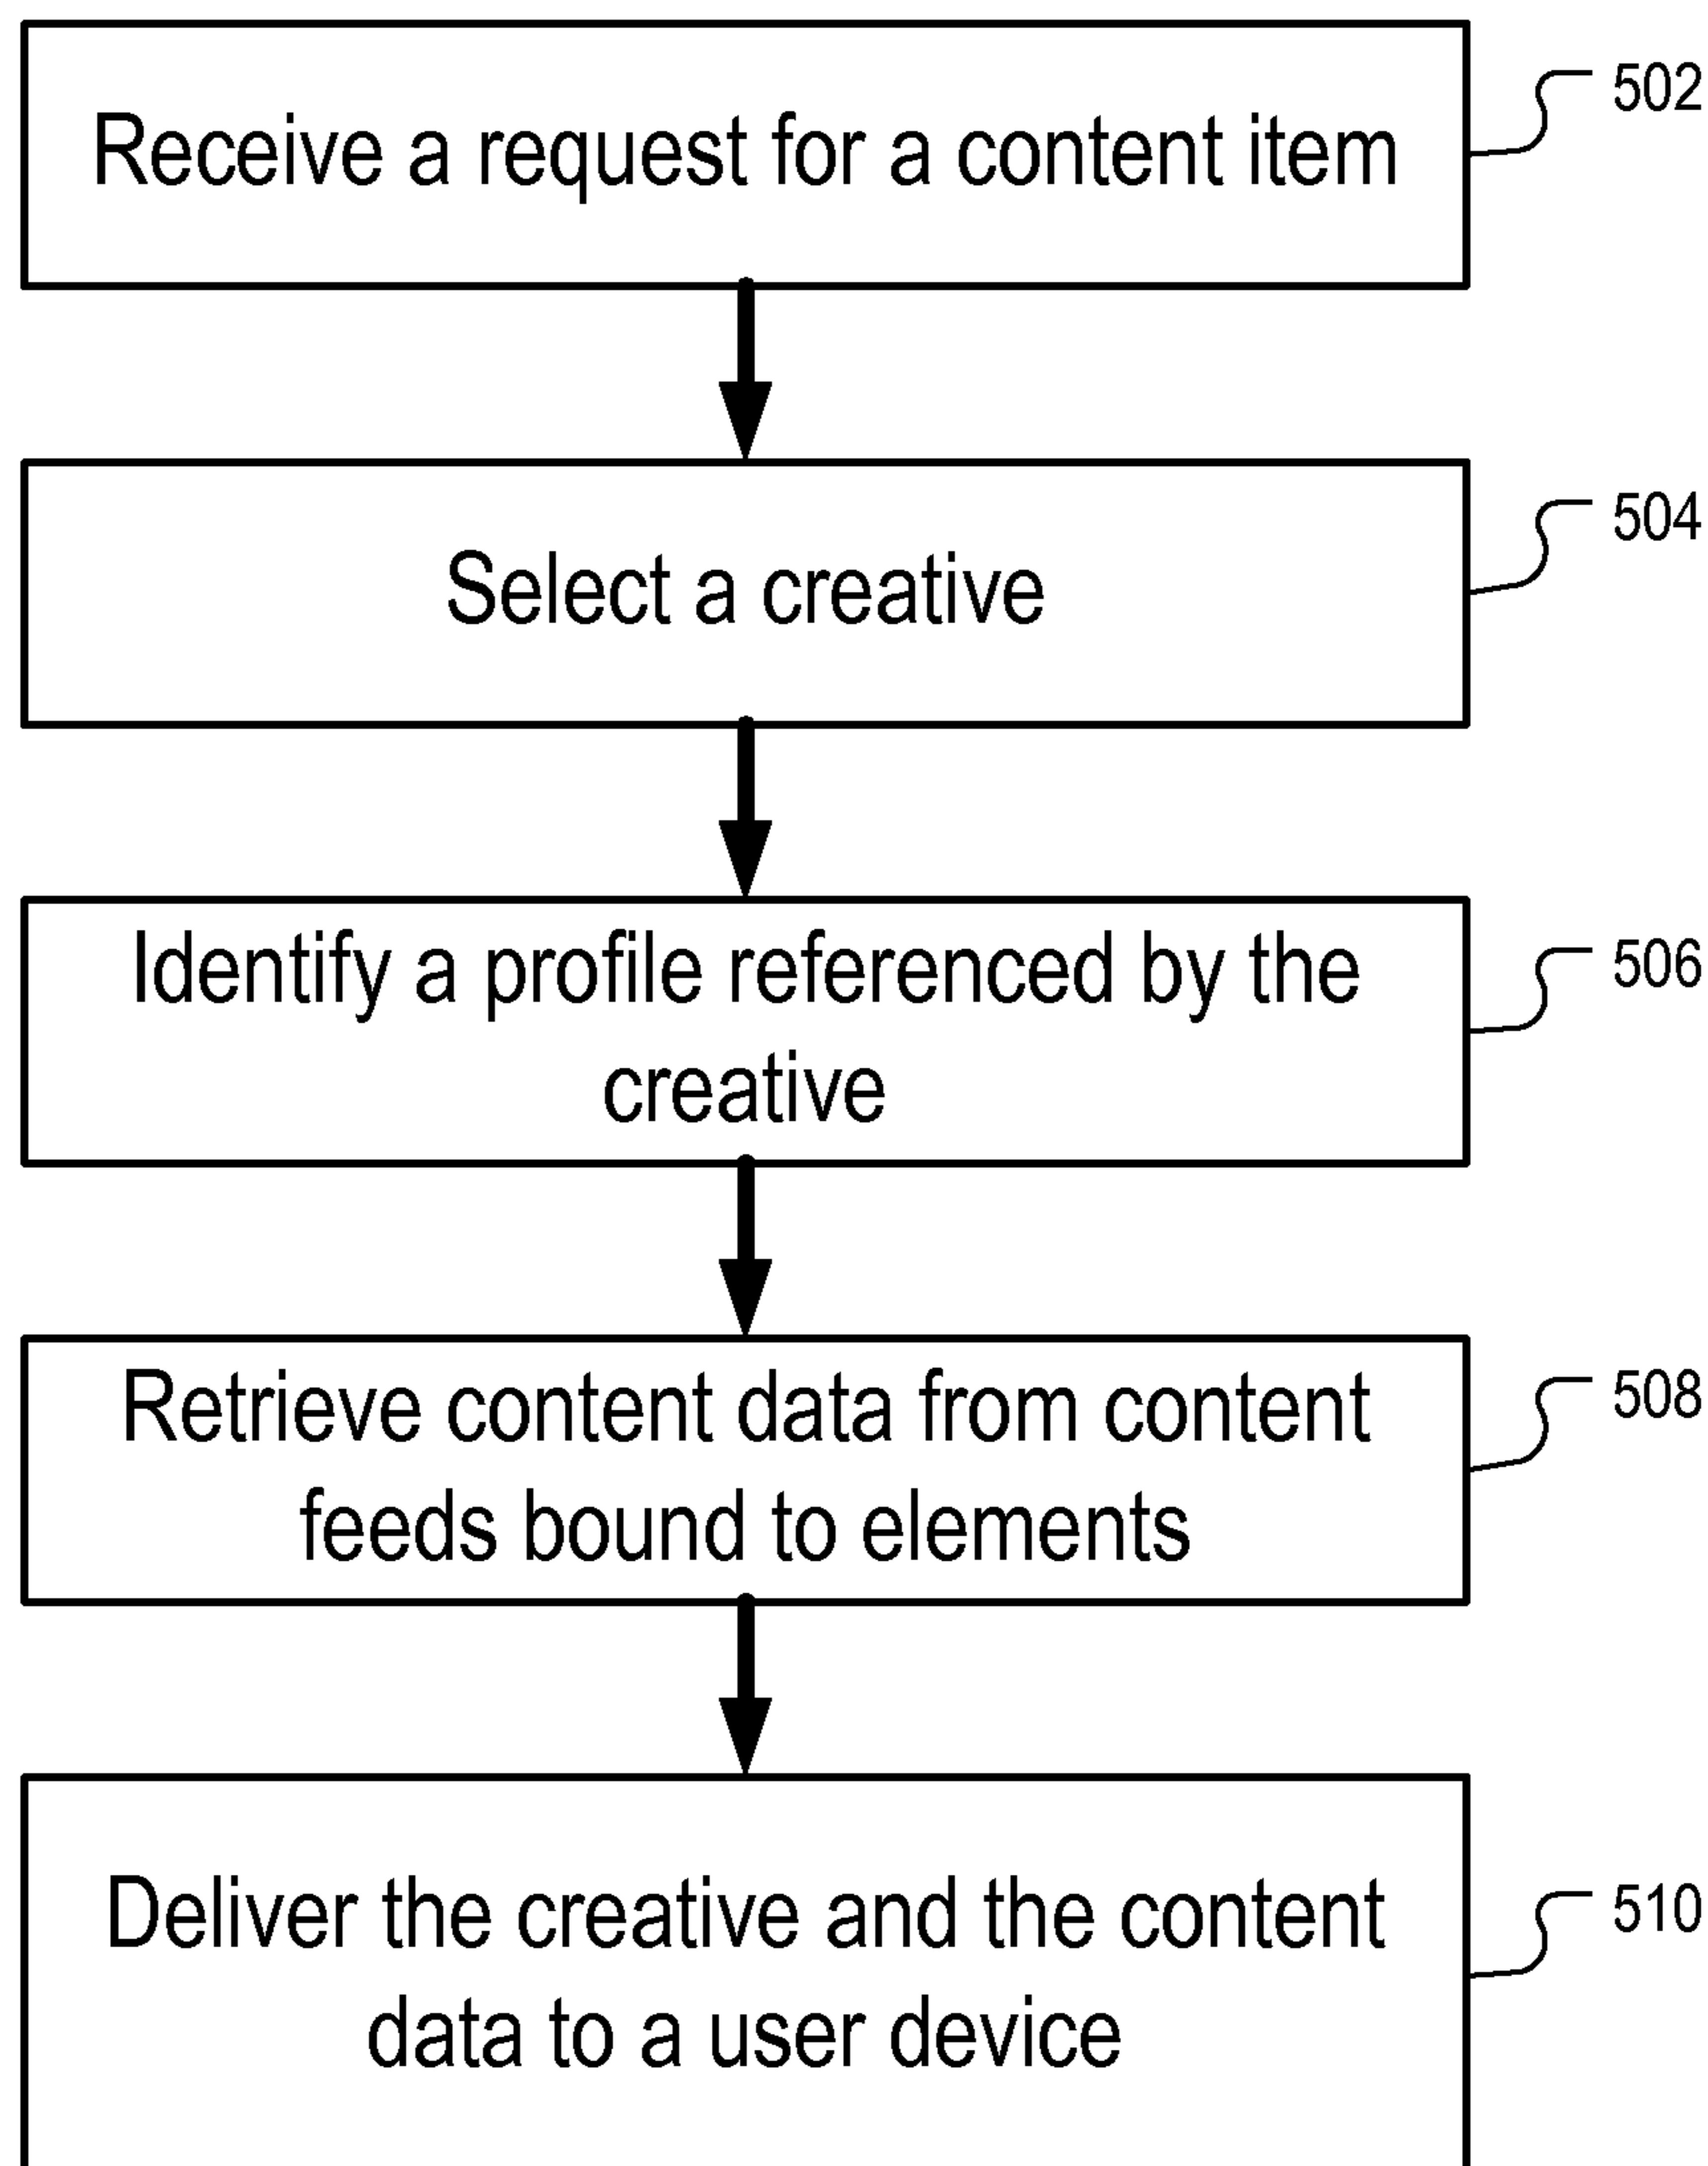 Receive a request for a content item
502
Select a creative
504
Identify a profile referenced by the
creative
506
Retrieve content data from content
feeds bound to elements
508
Deliver the creative and the content
data to a user device
510